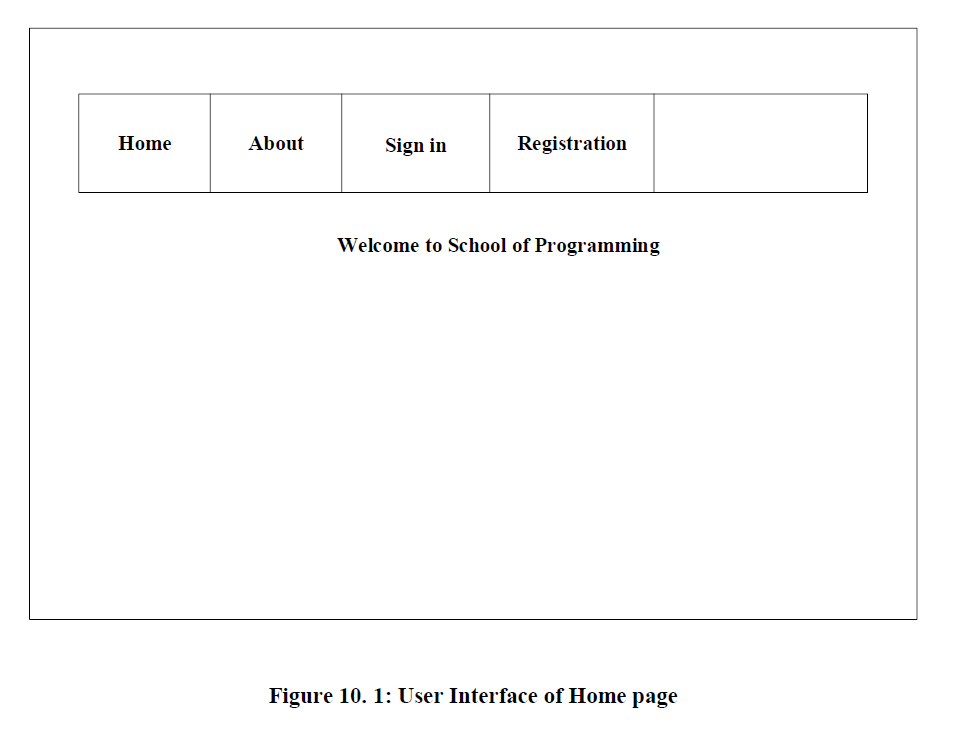 Home About Sign in Registration
Welcome to School of Programming
Figure 10. 1: User Interface of Home page